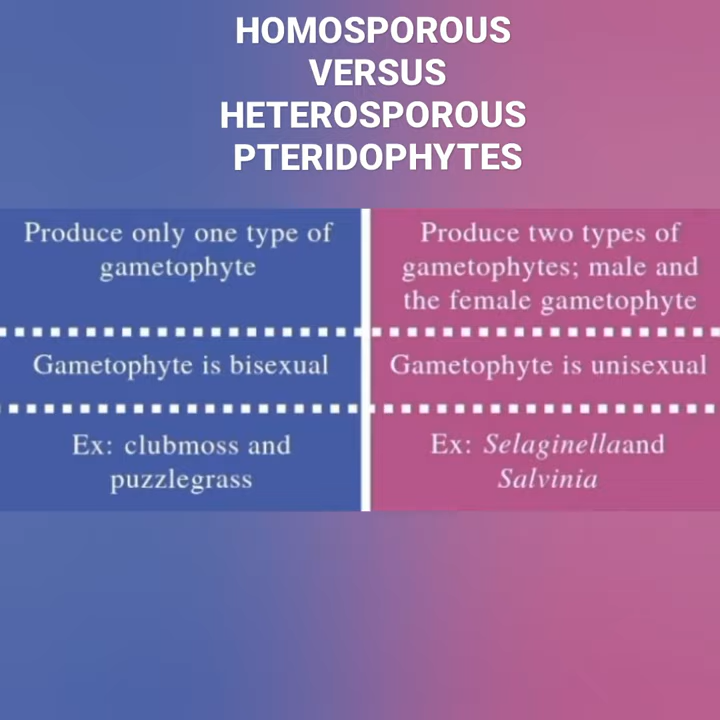 HOMOSPOROUS
VERSUS
HETEROSPOROUS
PTERIDOPHYTES
Produce only one type of
gametophyte
Produce two types of
gametophytes; male and
the female gametophyte
Gametophyte is bisexual
Gametophyte is unisexual
Ex: clubmoss and
puzzlegrass
Ex: Selaginellaand
Salvinia